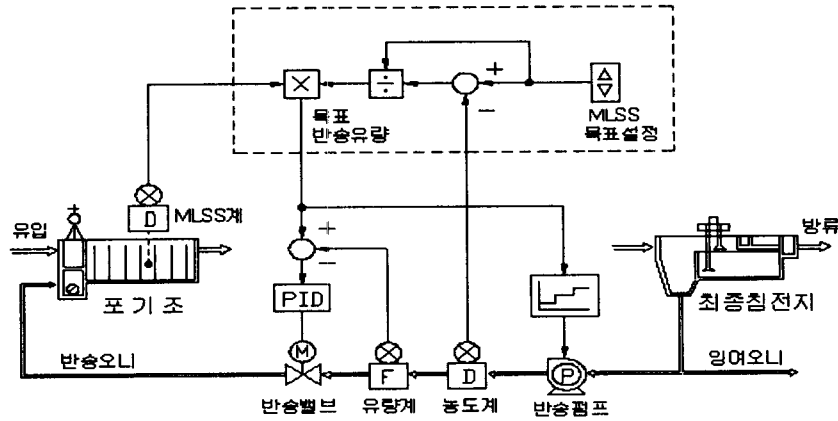 ×
÷
+
−
목표
반송유량
MLSS
목표설정
유입
D
MLSS계
포기조
+
−
PID
M
반송오니
반송밸브
F
유량계
D
농도계
P
반송펌프
방류
최종침전지
잉여오니